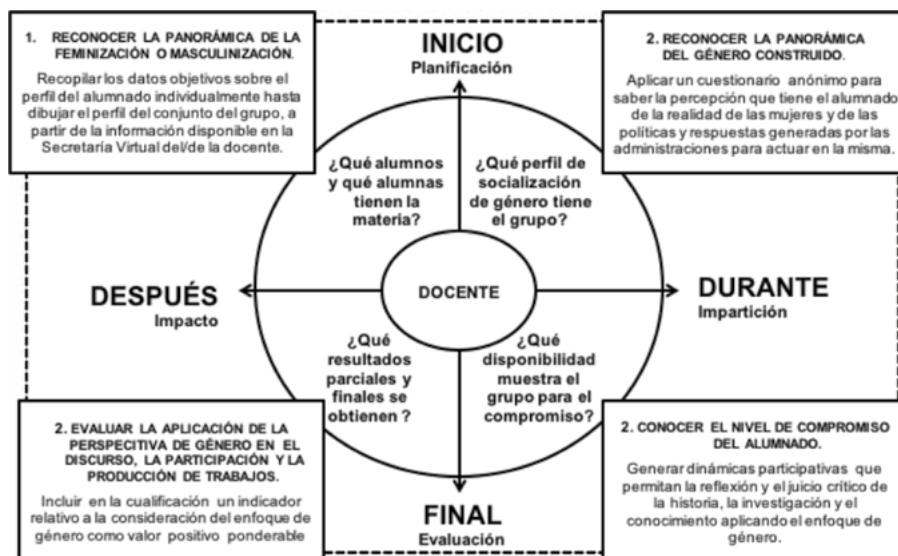 1. RECONOCER LA PANORÁMICA DE LA
FEMINIZACIÓN O MASCULINIZACIÓN.
Recopilar los datos objetivos sobre el
perfil del alumnado individualmente hasta
dibujar el perfil del conjunto del grupo, a
partir de la información disponible en la
Secretaría Virtual del/de la docente.
INICIO
Planificación
2. RECONOCER LA PANORÁMICA
DEL GÉNERO CONSTRUIDO.
Aplicar un cuestionario anónimo para
saber la percepción que tiene el alumnado
de la realidad de las mujeres y de las
políticas y respuestas generadas por las
administraciones para actuar en la misma.
¿Qué alumnos
y qué alumnas
tienen la
materia?
¿Qué perfil de
socialización
de género tiene
el grupo?
DESPUÉS
Impacto
DOCENTE
DURANTE
Impartición
¿Qué
resultados
parciales y
finales se
obtienen ?
¿Qué
disponibilidad
muestra el
grupo para el
compromiso?
2. EVALUAR LA APLICACIÓN DE LA
PERSPECITIVA DE GÉNERO EN EL
DISCURSO, LA PARTICIPACIÓN Y LA
PRODUCCIÓN DE TRABAJOS.
Incluir en la cualificación un indicador
relativo a la consideración del enfoque de
género como valor positivo ponderable
FINAL
Evaluación
2. CONOCER EL NIVEL DE COMPROMISO
DEL ALUMNADO.
Generar dinámicas participativas que
permitan la reflexión y el juicio crítico de
la historia, la investigación y el
conocimiento aplicando el enfoque de
género.